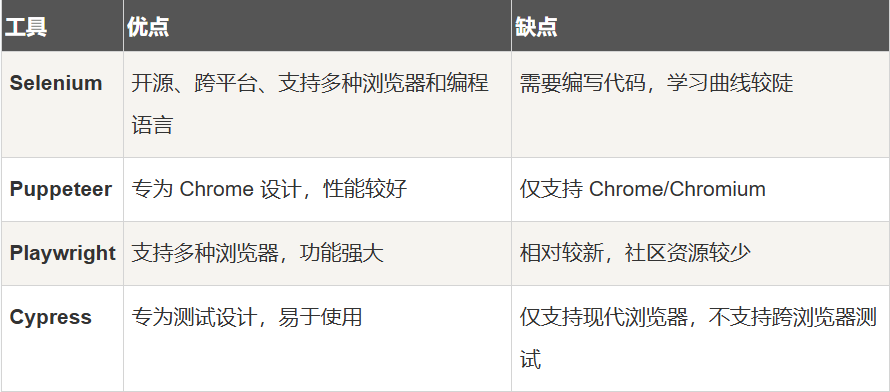 工具 优点 缺点
Selenium 开源、跨平台、支持多种浏览器和编程 需要编写代码，学习曲线较陡
语言
Puppeteer 专为 Chrome 设计，性能较好 仅支持 Chrome/Chromium
Playwright 支持多种浏览器，功能强大 相对较新，社区资源较少
Cypress 专为测试设计，易于使用 仅支持现代浏览器，不支持跨浏览器测
试